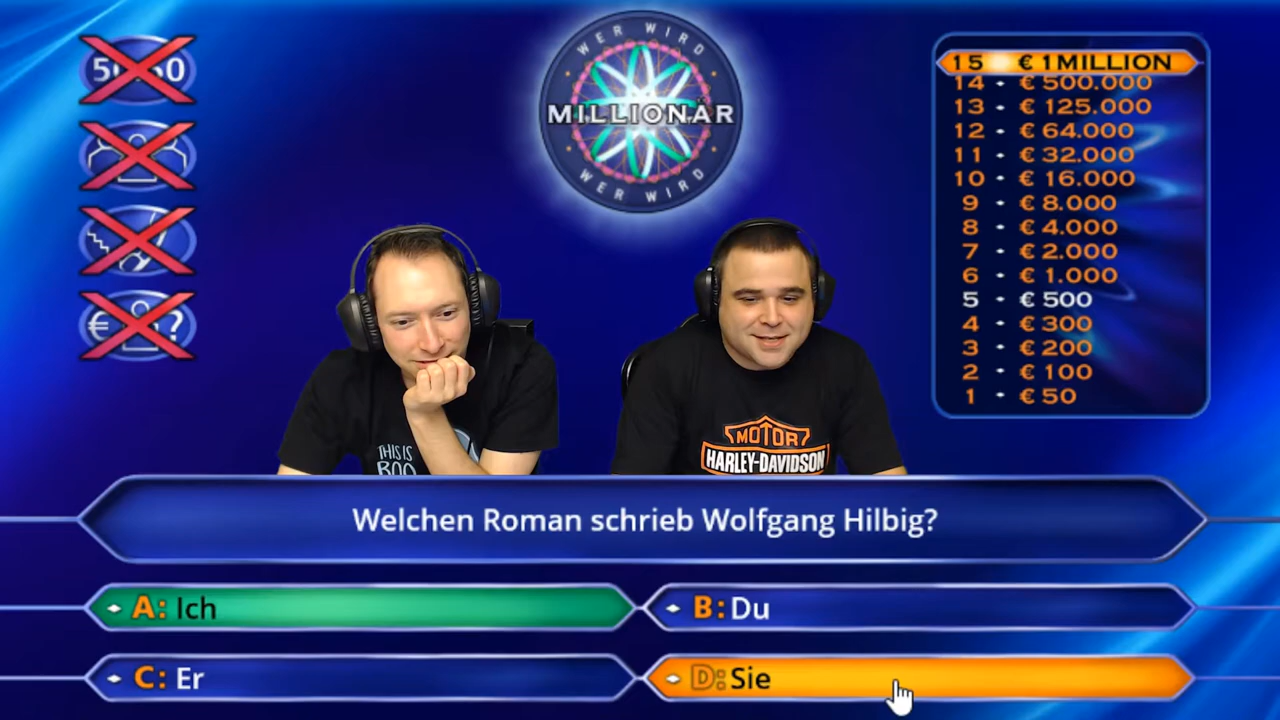 50:50
€ ?
WER WIRD
MILLIONÄR
WER WIRD
15 € 1 MILLION
14 • € 500.000
13 • € 125.000
12 • € 64.000
11 • € 32.000
10 • € 16.000
9 • € 8.000
8 • € 4.000
7 • € 2.000
6 • € 1.000
5 • € 500
4 • € 300
3 • € 200
2 • € 100
1 • € 50
THIS IS
BOO
MOTOR
HARLEY-DAVIDSON
Welchen Roman schrieb Wolfgang Hilbig?
A: Ich
B: Du
C: Er
D: Sie